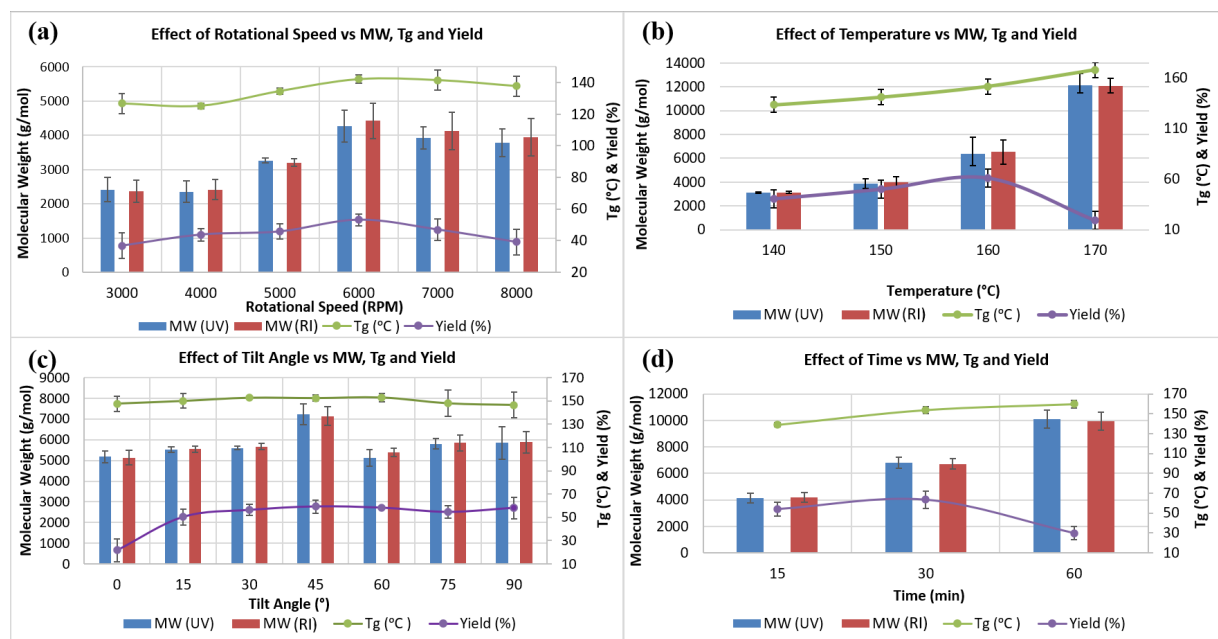 (a)
Effect of Rotational Speed vs MW, Tg and Yield
Molecular Weight (g/mol)
6000
5000
4000
3000
2000
1000
0
140
120
100
80
60
40
20
Tg (°C) & Yield (%)
3000 4000 5000 6000 7000 8000
Rotational Speed (RPM)
MW (UV) MW (RI) Tg (°C ) Yield (%)
(b)
Effect of Temperature vs MW, Tg and Yield
Molecular Weight (g/mol)
14000
12000
10000
8000
6000
4000
2000
0
160
110
60
10
Tg (°C) & Yield (%)
140 150 160 170
Temperature (°C)
MW (UV) MW (RI) Tg (°C ) Yield (%)
(c)
Effect of Tilt Angle vs MW, Tg and Yield
Molecular Weight (g/mol)
9000
8000
7000
6000
5000
4000
3000
2000
1000
0
170
150
130
110
90
70
50
30
10
Tg (°C) & Yield (%)
0 15 30 45 60 75 90
Tilt Angle (°)
MW (UV) MW (RI) Tg (°C ) Yield (%)
(d)
Effect of Time vs MW, Tg and Yield
Molecular Weight (g/mol)
12000
10000
8000
6000
4000
2000
0
170
150
130
110
90
70
50
30
10
Tg (°C) & Yield (%)
15 30 60
Time (min)
MW (UV) MW (RI) Tg (°C ) Yield (%)